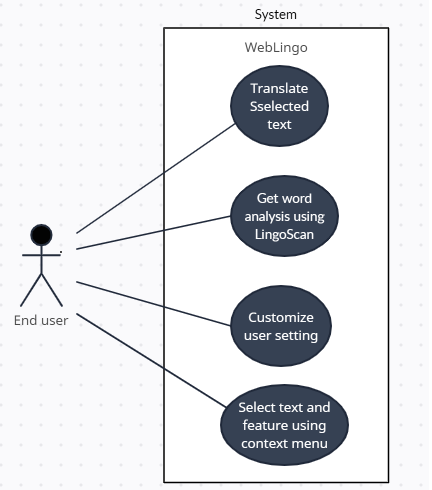 System
WebLingo
Translate
Sselected
text
Get word
analysis using
LingoScan
End user
Customize
user setting
Select text and
feature using
context menu